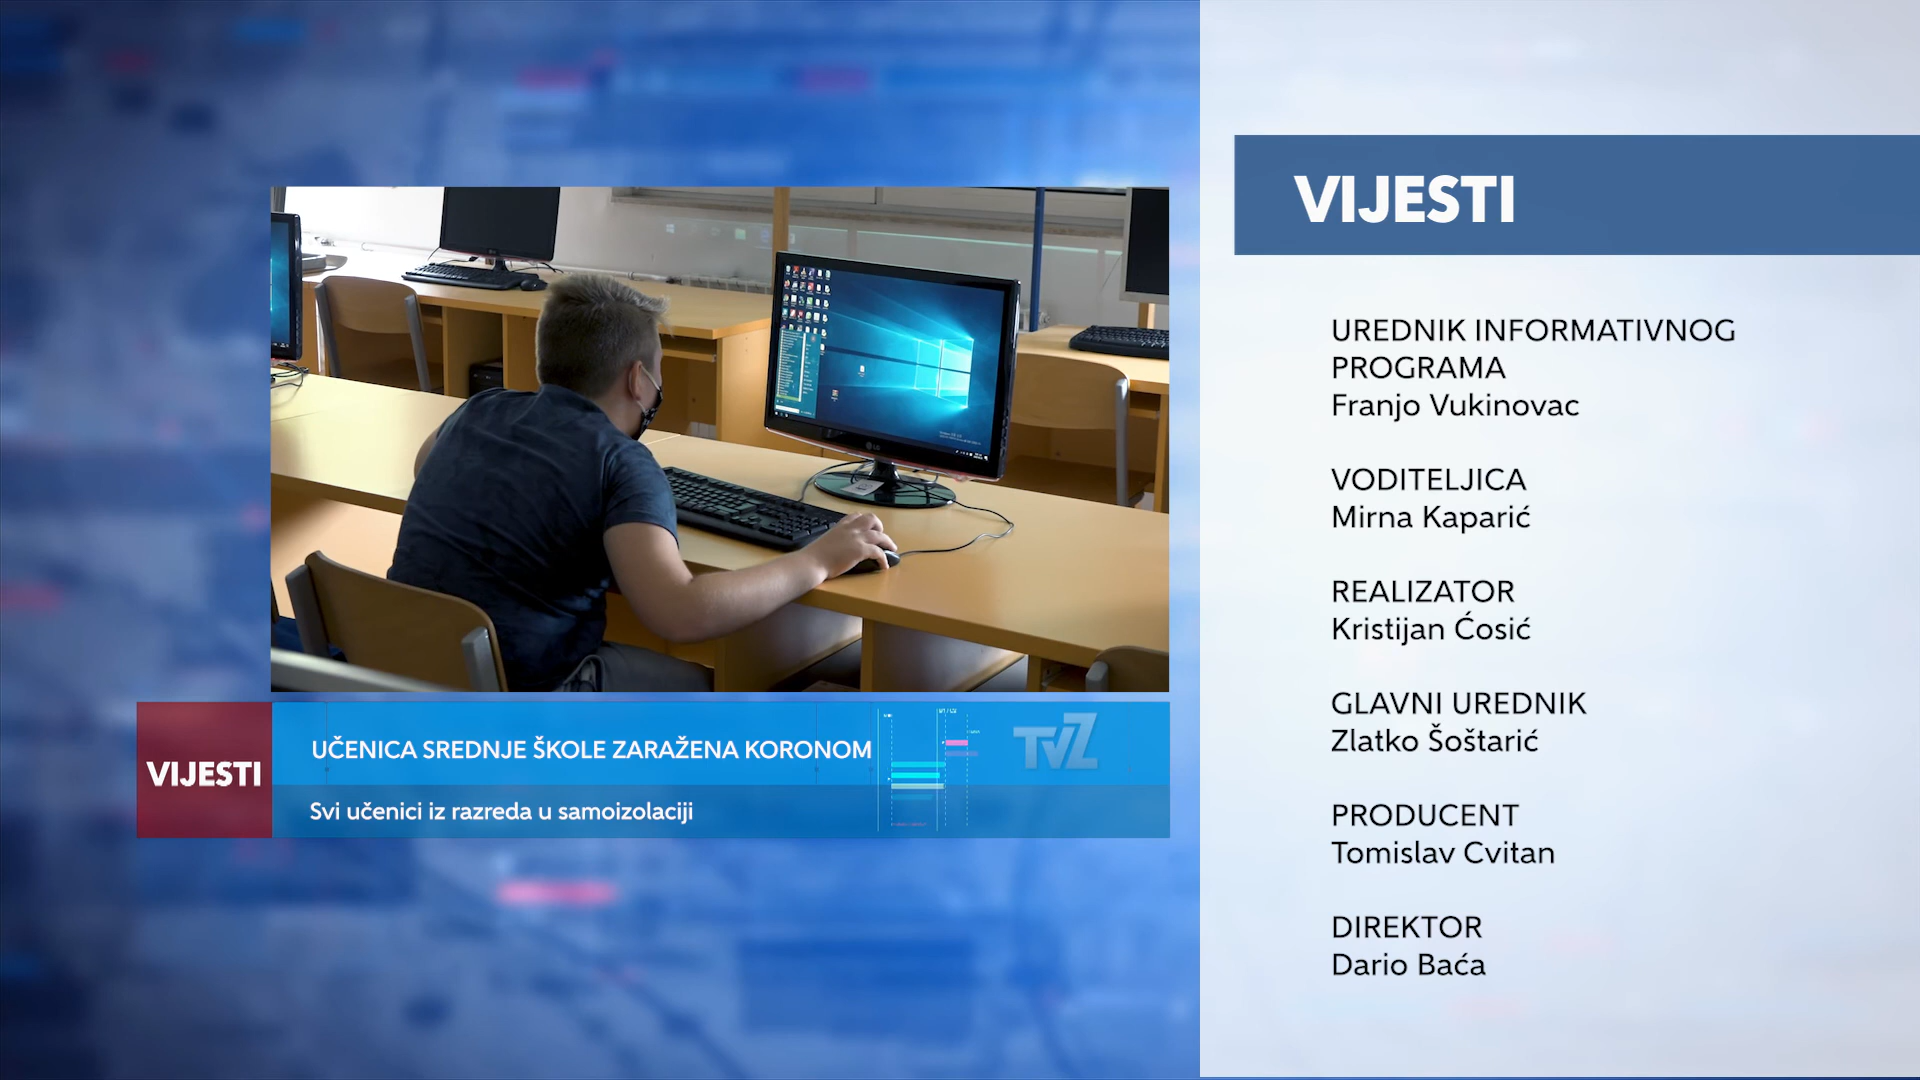 VIJESTI
UČENICA SREDNJE ŠKOLE ZARAŽENA KORONOM
Svi učenici iz razreda u samoizolaciji
TVZ
LG
VIJESTI
UREDNIK INFORMATIVNOG
PROGRAMA
Franjo Vukinovac
VODITELJICA
Mirna Kaparić
REALIZATOR
Kristijan Ćosić
GLAVNI UREDNIK
Zlatko Šoštarić
PRODUCENT
Tomislav Cvitan
DIREKTOR
Dario Baća